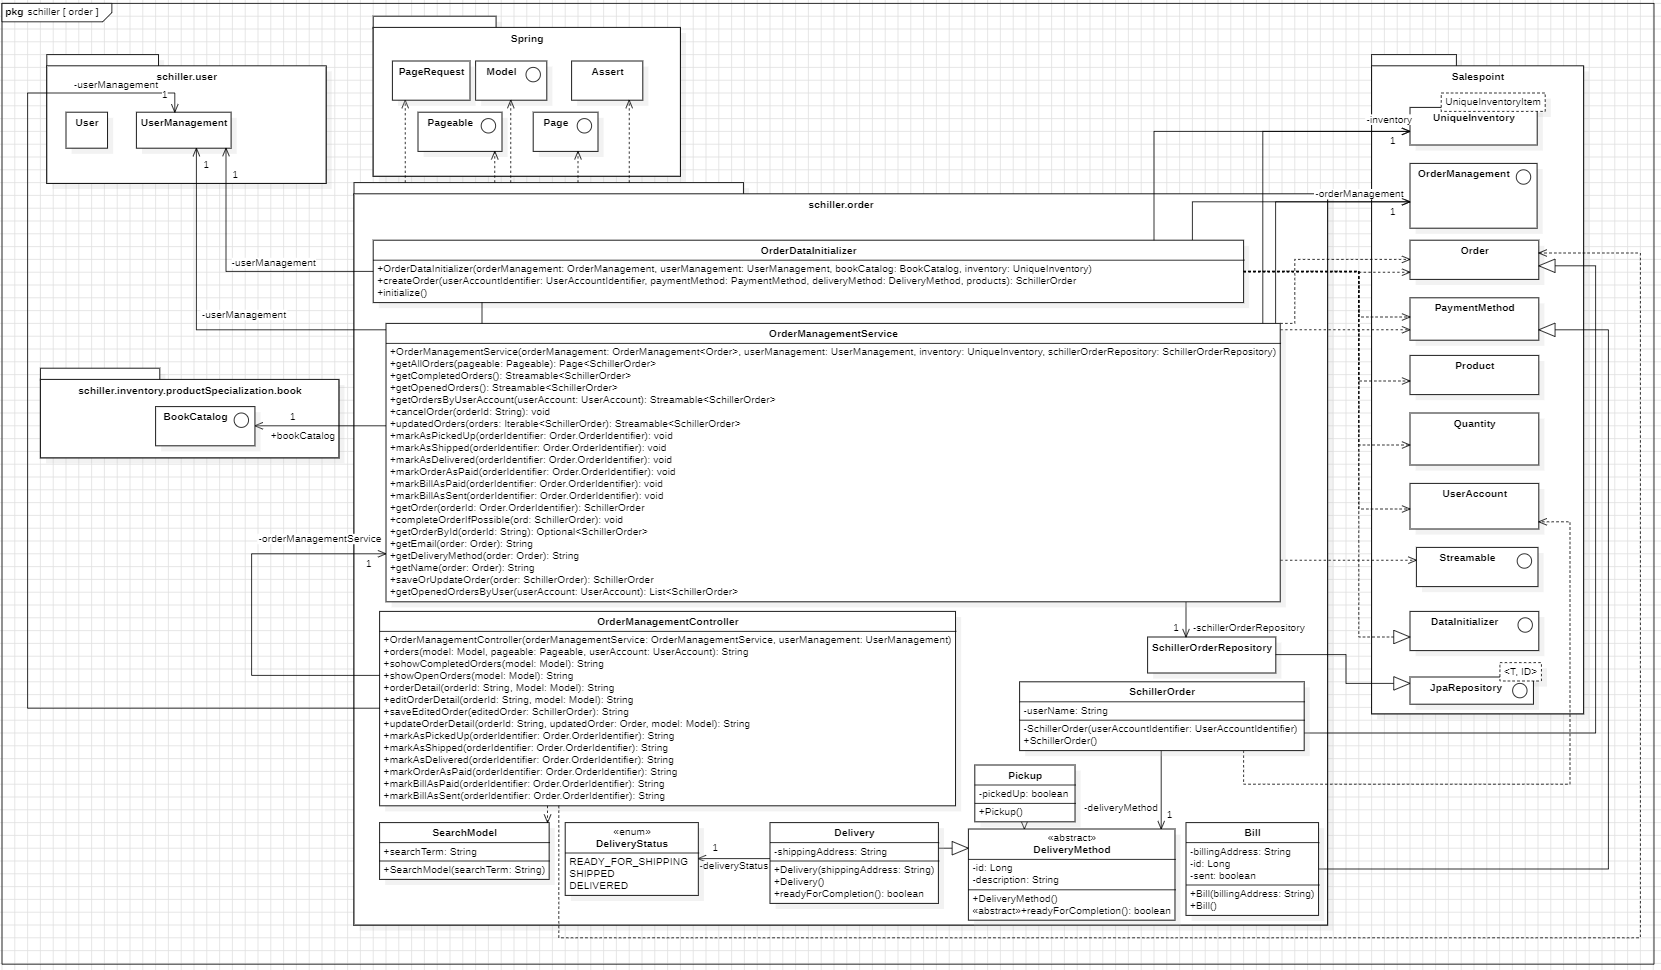 pkg schiller [ order ]
schiller.user
-userManagement
1
User
UserManagement
1
1
-userManagement
-userManagement
Spring
PageRequest
Model
Assert
Pageable
Page
Salespoint
UniqueInventoryItem
UniqueInventory
-inventory
1
OrderManagement
-orderManagement
1
Order
PaymentMethod
Product
Quantity
UserAccount
Streamable
DataInitializer
<T, ID>
JpaRepository
schiller.inventory.productSpecialization.book
BookCatalog
1
+bookCatalog
schiller.order
OrderDataInitializer
+OrderDataInitializer(orderManagement: OrderManagement, userManagement: UserManagement, bookCatalog: BookCatalog, inventory: UniqueInventory)
+createOrder(userAccountIdentifier: UserAccountIdentifier, paymentMethod: PaymentMethod, deliveryMethod: DeliveryMethod, products): SchillerOrder
+initialize()
OrderManagementService
+OrderManagementService(orderManagement: OrderManagement<Order>, userManagement: UserManagement, inventory: UniqueInventory, schillerOrderRepository: SchillerOrderRepository)
+getAllOrders(pageable: Pageable): Page<SchillerOrder>
+getCompletedOrders(): Streamable<SchillerOrder>
+getOpenedOrders(): Streamable<SchillerOrder>
+getOrdersByUserAccount(userAccount: UserAccount): Streamable<SchillerOrder>
+cancelOrder(orderId: String): void
+updatedOrders(orders: Iterable<SchillerOrder): Streamable<SchillerOrder>
+markAsPickedUp(orderIdentifier: Order.OrderIdentifier): void
+markAsShipped(orderIdentifier: Order.OrderIdentifier): void
+markAsDelivered(orderIdentifier: Order.OrderIdentifier): void
+markOrderAsPaid(orderIdentifier: Order.OrderIdentifier): void
+markBillAsPaid(orderIdentifier: Order.OrderIdentifier): void
+markBillAsSent(orderIdentifier: Order.OrderIdentifier): void
+getOrder(orderId: Order.OrderIdentifier): SchillerOrder
+completeOrderIfPossible(ord: SchillerOrder): void
+getOrderById(orderId: String): Optional<SchillerOrder>
+getEmail(order: Order): String
+getDeliveryMethod(order: Order): String
+getName(order: Order): String
+saveOrUpdateOrder(order: SchillerOrder): SchillerOrder
+getOpenedOrdersByUser(userAccount: UserAccount): List<SchillerOrder>
-orderManagementService
1
OrderManagementController
+OrderManagementController(orderManagementService: OrderManagementService, userManagement: UserManagement)
+orders(model: Model, pageable: Pageable, userAccount: UserAccount): String
+sohowCompletedOrders(model: Model): String
+showOpenOrders(model: Model): String
+orderDetail(orderId: String, Model: Model): String
+editOrderDetail(orderId: String, model: Model): String
+saveEditedOrder(editedOrder: SchillerOrder): String
+updateOrderDetail(orderId: String, updatedOrder: Order, model: Model): String
+markAsPickedUp(orderIdentifier: Order.OrderIdentifier): String
+markAsShipped(orderIdentifier: Order.OrderIdentifier): String
+markAsDelivered(orderIdentifier: Order.OrderIdentifier): String
+markOrderAsPaid(orderIdentifier: Order.OrderIdentifier): String
+markBillAsPaid(orderIdentifier: Order.OrderIdentifier): String
+markBillAsSent(orderIdentifier: Order.OrderIdentifier): String
1 -schillerOrderRepository
SchillerOrderRepository
SchillerOrder
-userName: String
-SchillerOrder(userAccountIdentifier: UserAccountIdentifier)
+SchillerOrder()
Pickup
-pickedUp: boolean
+Pickup()
-deliveryMethod
1
SearchModel
+searchTerm: String
+SearchModel(searchTerm: String)
«enum»
DeliveryStatus
READY_FOR_SHIPPING
SHIPPED
DELIVERED
1
-deliveryStatus
Delivery
-shippingAddress: String
+Delivery(shippingAddress: String)
+Delivery()
+readyForCompletion(): boolean
«abstract»
DeliveryMethod
-id: Long
-description: String
+DeliveryMethod()
«abstract»+readyForCompletion(): boolean
Bill
-billingAddress: String
-id: Long
-sent: boolean
+Bill(billingAddress: String)
+Bill()